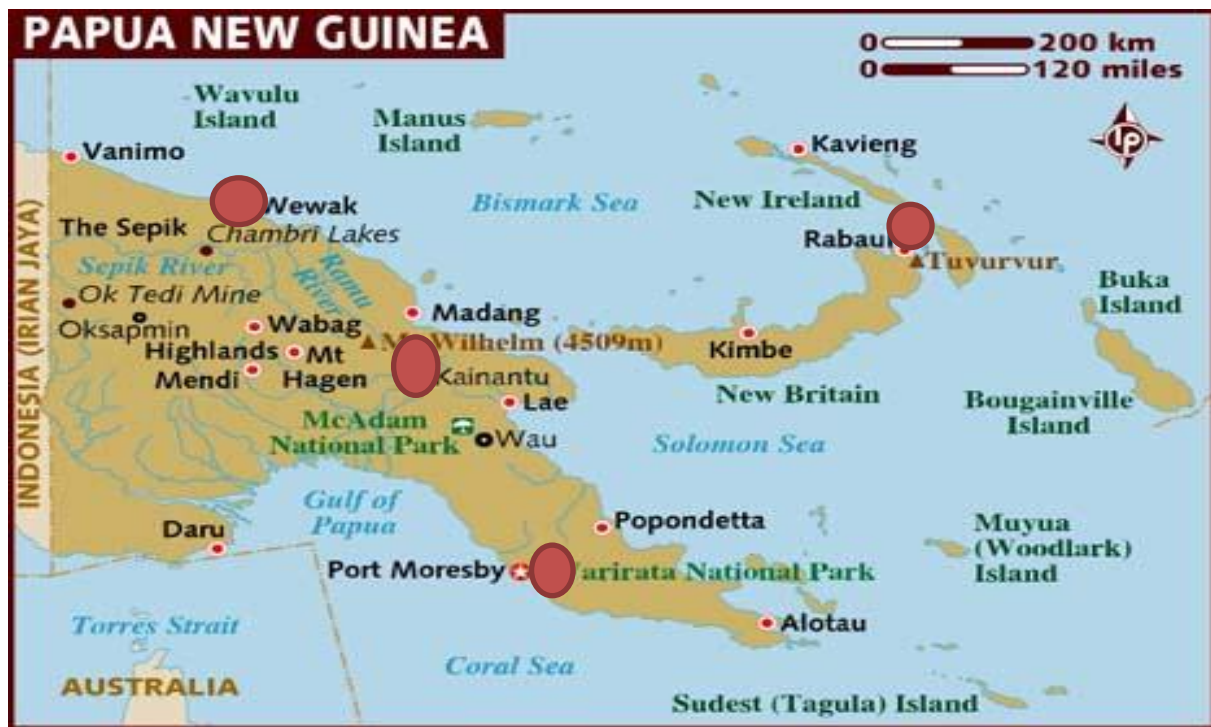 PAPUA NEW GUINEA
0 200 km
0 120 miles
Wavulu
Island
Manus
Island
lp
Vanimo
Kavieng
Wewak
Bismark Sea
New Ireland
The Sepik
Chambri Lakes
Rabaul
Sepik River
Tuvurvur
Ramu
River
Ok Tedi Mine
Buka
Island
Oksapmin
Wabag
Madang
Highlands
Mt
Hagen
Wilhelm (4509m)
Kimbe
Mendi
Kainantu
New Britain
Lae
Bougainville
Island
McAdam
National Park
Wau
Solomon Sea
INDONESIA (IRIAN JAYA)
Gulf of
Papua
Daru
Popondetta
Muyua
(Woodlark)
Island
Port Moresby
National Park
Torres Strait
Alotau
Coral Sea
AUSTRALIA
Sudest (Tagula) Island